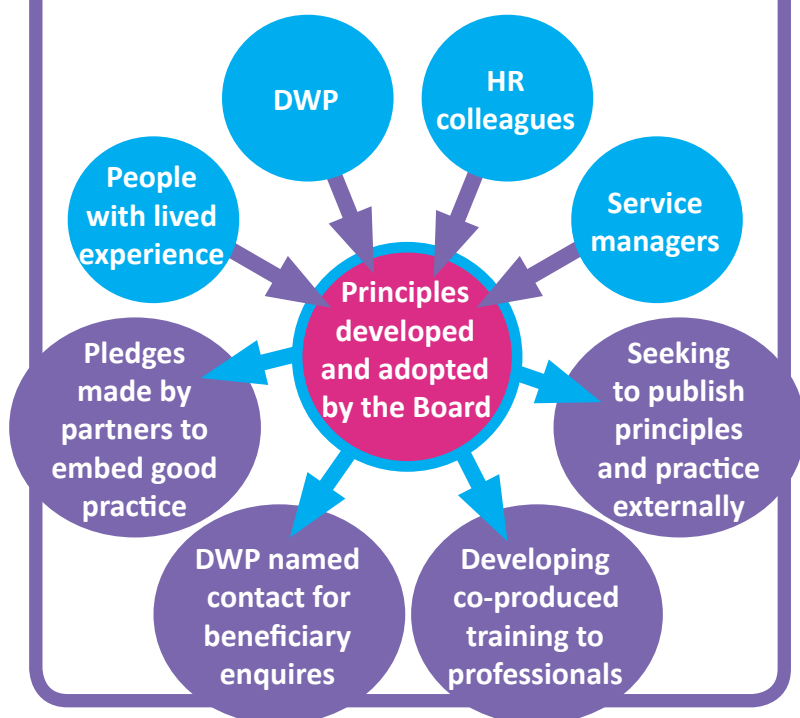 DWP
HR
colleagues
People
with lived
experience
Service
managers
Principles
developed
and adopted
by the Board
Pledges
made by
partners to
embed good
practice
Seeking
to publish
principles
and practice
externally
DWP named
contact for
beneficiary
enquires
Developing
co-produced
training to
professionals